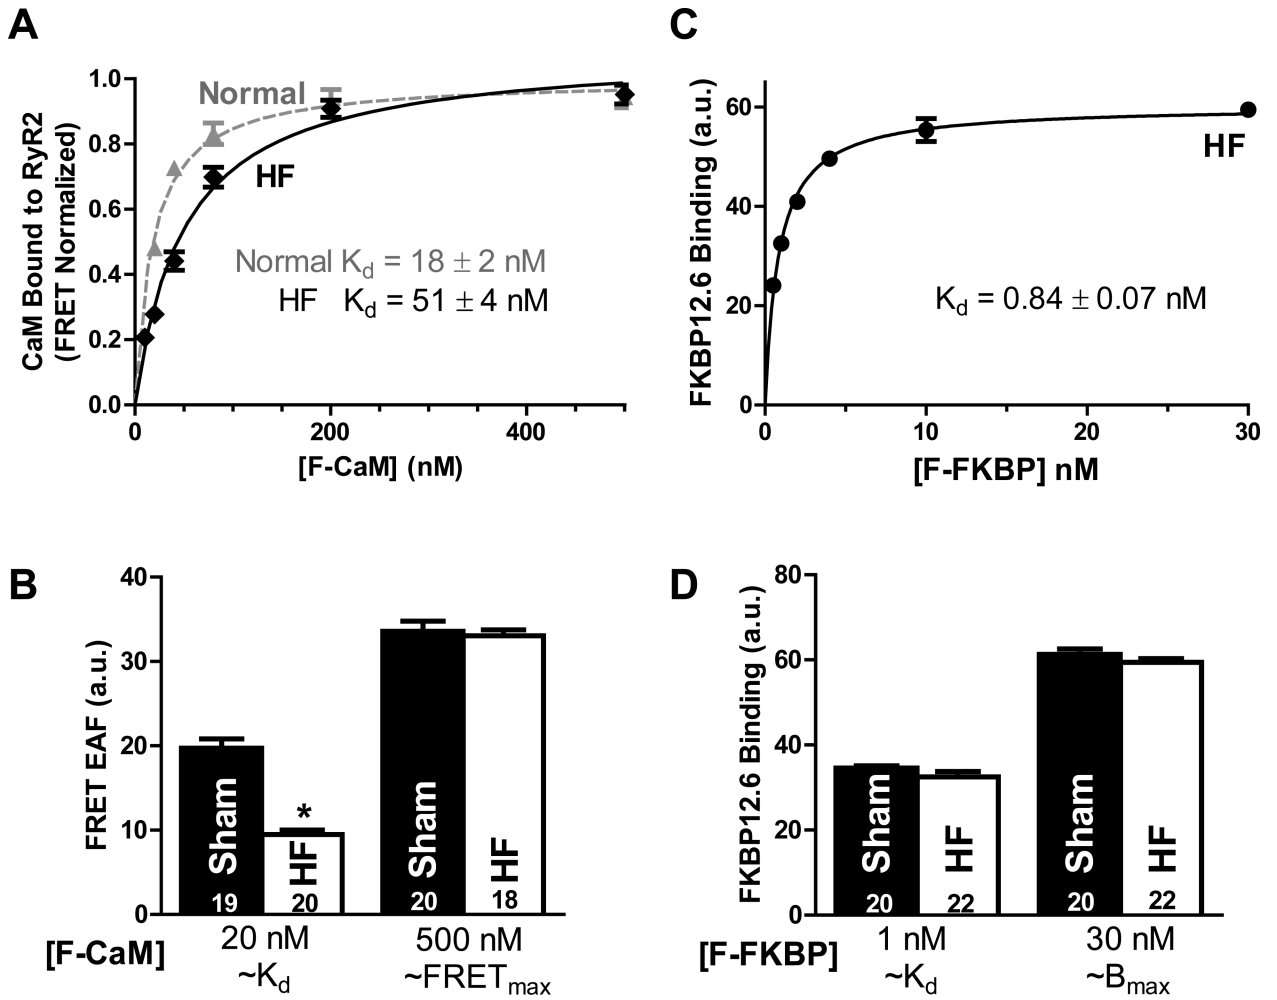 A
CaM Bound to RyR2
(FRET Normalized)
1.0
0.8
0.6
0.4
0.2
0.0
Normal
HF
Normal Kd = 18 ± 2 nM
HF Kd = 51 ± 4 nM
0
200
400
[F-CaM] (nM)
C
FKBP12.6 Binding (a.u.)
60
40
20
0
HF
Kd = 0.84 ± 0.07 nM
0
10
20
30
[F-FKBP] nM
B
FRET EAF (a.u.)
40
30
20
10
0
Sham
19
*
HF
20
Sham
20
HF
18
[F-CaM]
20 nM
~Kd
500 nM
~FRETmax
D
FKBP12.6 Binding (a.u.)
80
60
40
20
0
Sham
20
HF
22
Sham
20
HF
22
[F-FKBP]
1 nM
~Kd
30 nM
~Bmax